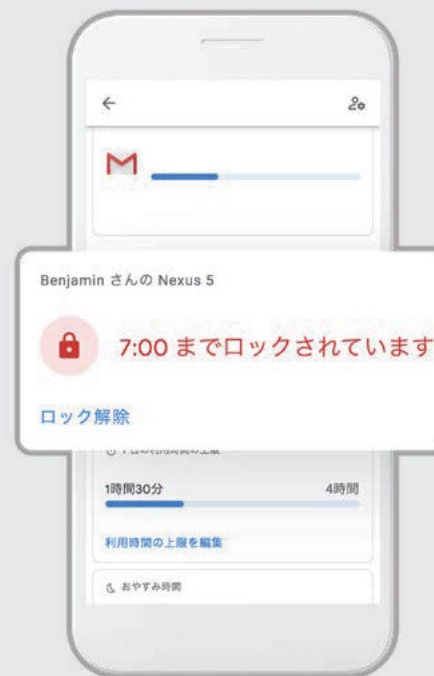 Benjamin さんの Nexus 5
7:00 までロックされています
ロック解除
1時間30分
4時間
利用時間の上限を編集
おやすみ時間